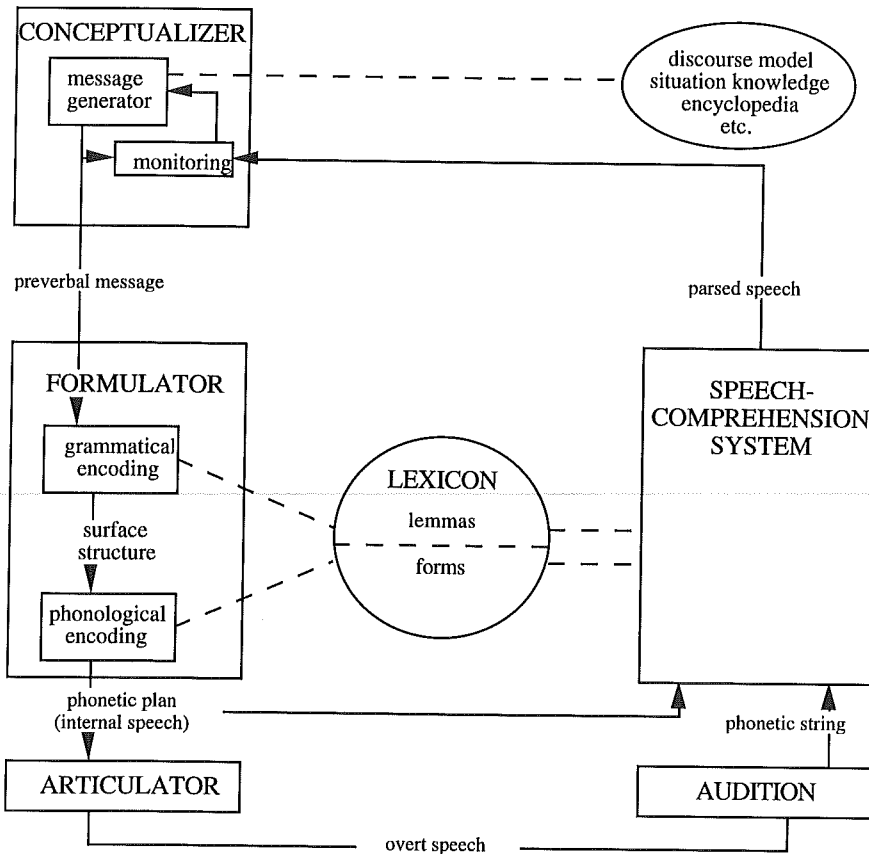 CONCEPTUALIZER
message
generator
monitoring
discourse model
situation knowledge
encyclopedia
etc.
preverbal message
parsed speech
FORMULATOR
grammatical
encoding
surface
structure
phonological
encoding
LEXICON
lemmas
forms
SPEECH-
COMPREHENSION
SYSTEM
phonetic plan
(internal speech)
phonetic string
ARTICULATOR
AUDITION
overt speech